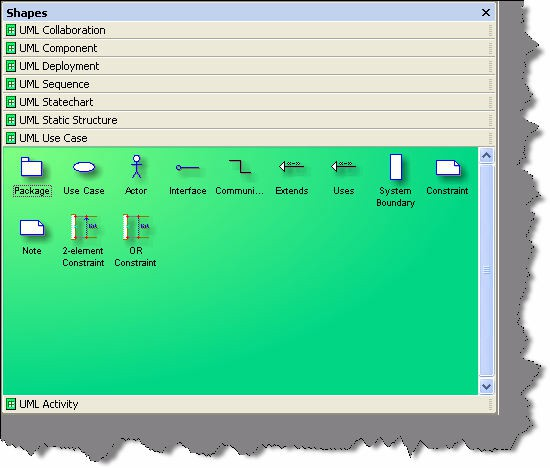 Shapes
UML Collaboration
UML Component
UML Deployment
UML Sequence
UML Statechart
UML Static Structure
UML Use Case
Package Use Case Actor Interface Communi... Extends Uses System Boundary Constraint
Note 2-element Constraint OR Constraint
UML Activity